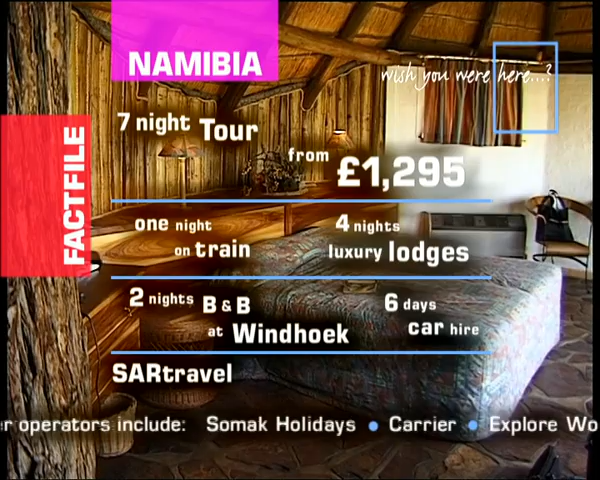 NAMIBIA
wish you were here...?
FACTFILE
7 night Tour
from £1,295
one night
on train
4 nights
luxury lodges
2 nights B & B
at Windhoek
6 days
car hire
SARtravel
operators include: Somak Holidays • Carrier • Explore